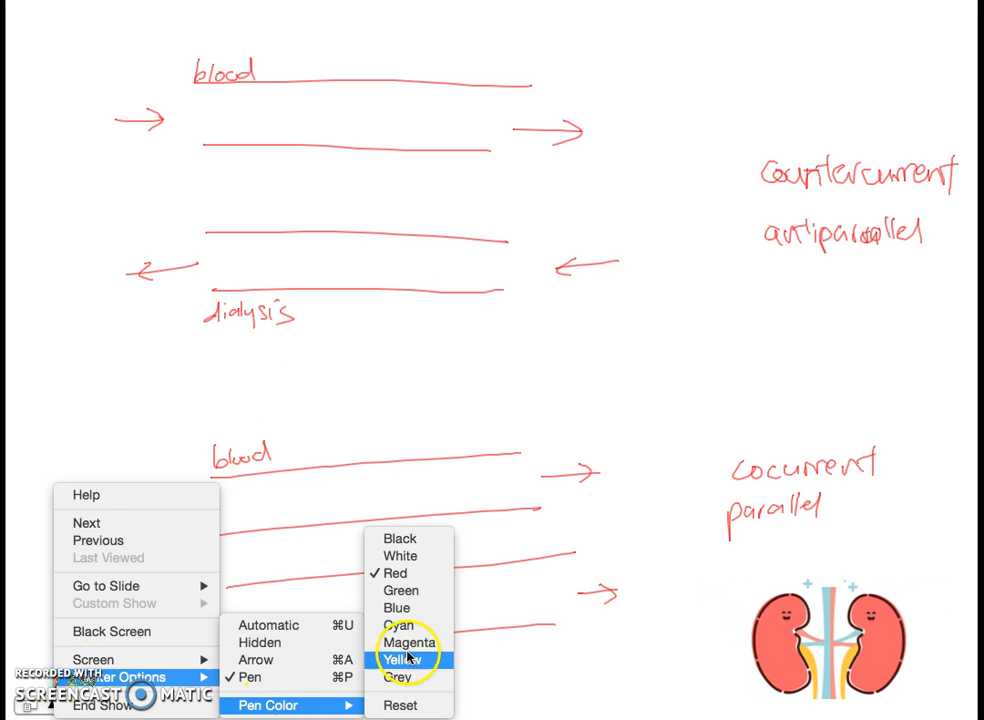 blood
countercurrent
antiparallel
dialysis
blood
cocurrent
parallel
Help
Next
Previous
Last Viewed
Go to Slide
Custom Show
Black Screen
Screen
Options
End Show
Automatic ⌘U
Hidden
Arrow ⌘A
✓ Pen ⌘P
Pen Color
Black
White
✓ Red
Green
Blue
Cyan
Magenta
Yellow
Grey
Reset
RECORDED WITH
SCREENCAST MATIC